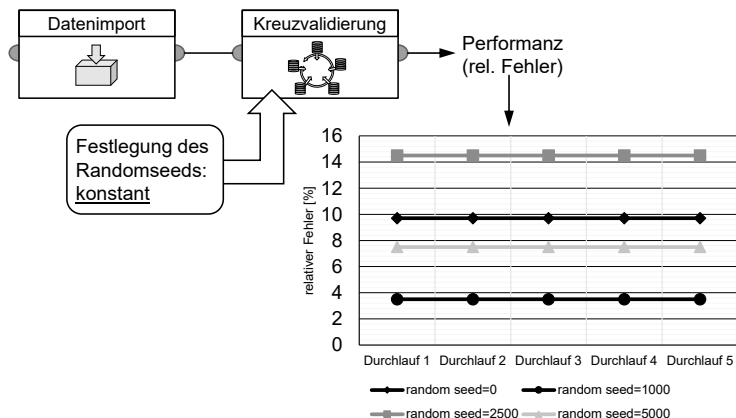 Datenimport
Kreuzvalidierung
Performanz
(rel. Fehler)
Festlegung des
Randomseeds:
konstant
relativer Fehler [%]
16
14
12
10
8
6
4
2
0
Durchlauf 1 Durchlauf 2 Durchlauf 3 Durchlauf 4 Durchlauf 5
random seed=0 random seed=1000
random seed=2500 random seed=5000